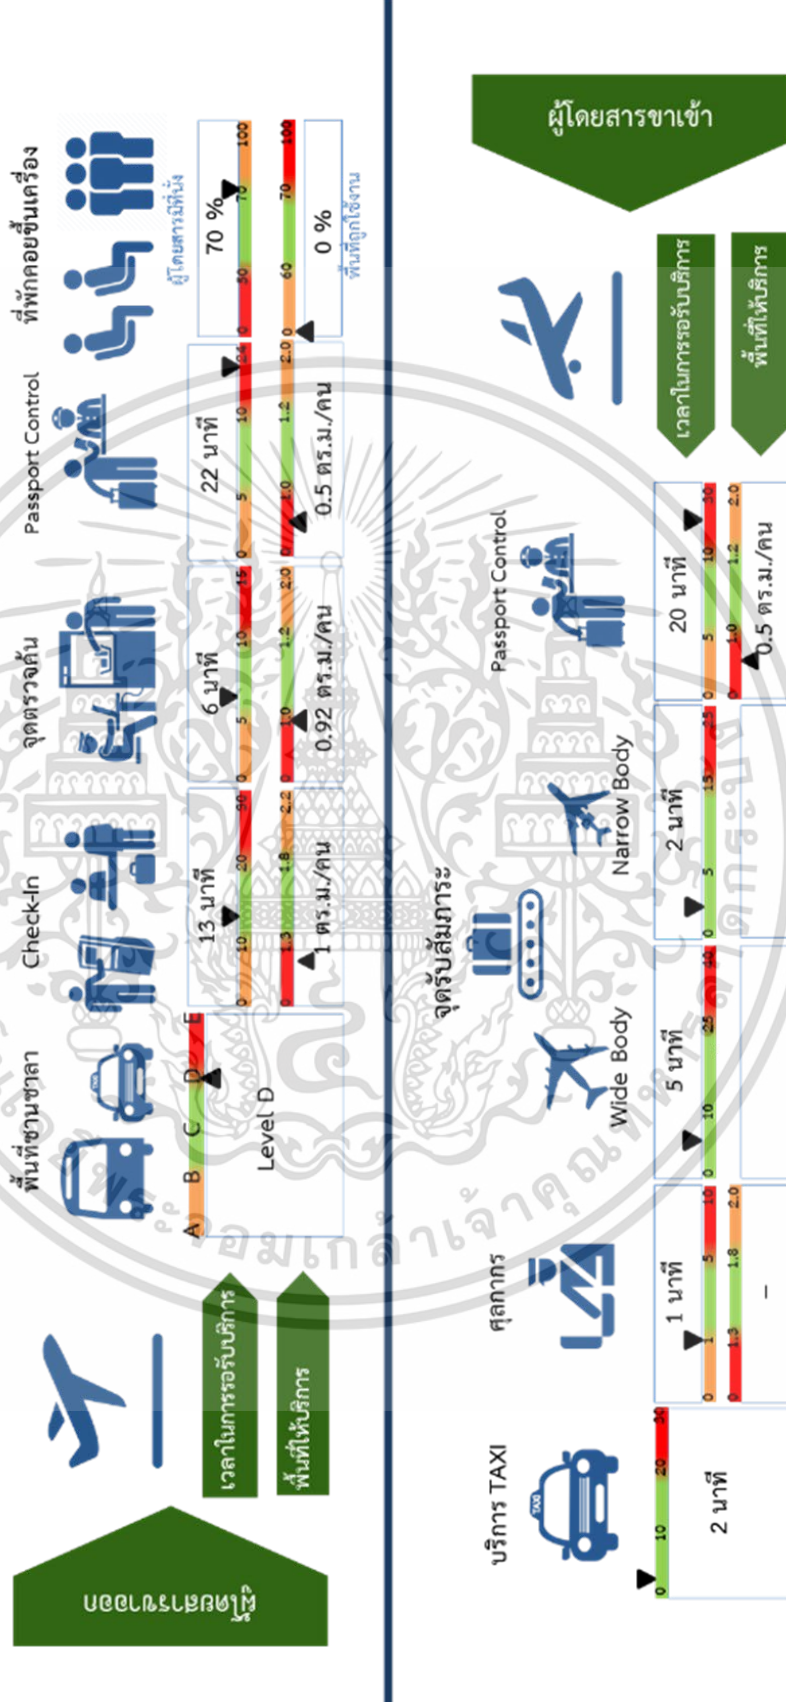 ผู้โดยสารขาออก
เวลาในการรอรับบริการ
พื้นที่ให้บริการ
พื้นที่ชานชาลา
A B C D E
Level D
Check-In
13 นาที
0 10 20 90
0 1.3 1.8 2.2
1 ตร.ม./คน
จุดตรวจค้น
6 นาที
0 5 10 15
0 1.0 1.2 2.0
0.92 ตร.ม./คน
Passport Control
22 นาที
0 5 10 24
0 1.0 1.2 2.0
0.5 ตร.ม./คน
ที่พักคอยขึ้นเครื่อง
ผู้โดยสารมีที่นั่ง
70 %
0 50 70 100
0 60 70 100
0 %
พื้นที่ถูกใช้งาน
ผู้โดยสารขาเข้า
เวลาในการรอรับบริการ
พื้นที่ให้บริการ
Passport Control
20 นาที
0 5 10 30
0 1.0 1.2 2.0
0.5 ตร.ม./คน
จุดรับสัมภาระ
Narrow Body
2 นาที
0 5 15 25
Wide Body
5 นาที
0 10 25 40
ศุลกากร
1 นาที
0 1 5 10
0 1.3 1.8 2.0
–
บริการ TAXI
TAXI
0 10 20 30
2 นาที